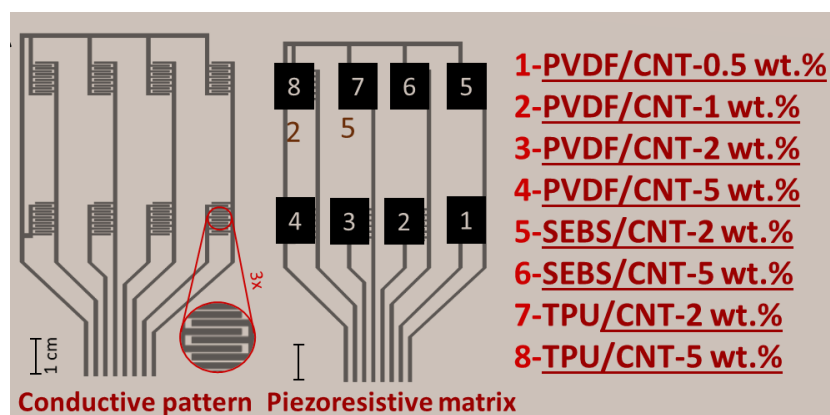 8 7 6 5
2 5
4 3 2 1
3x
1 cm
Conductive pattern
Piezoresistive matrix
1-PVDF/CNT-0.5 wt.%
2-PVDF/CNT-1 wt.%
3-PVDF/CNT-2 wt.%
4-PVDF/CNT-5 wt.%
5-SEBS/CNT-2 wt.%
6-SEBS/CNT-5 wt.%
7-TPU/CNT-2 wt.%
8-TPU/CNT-5 wt.%